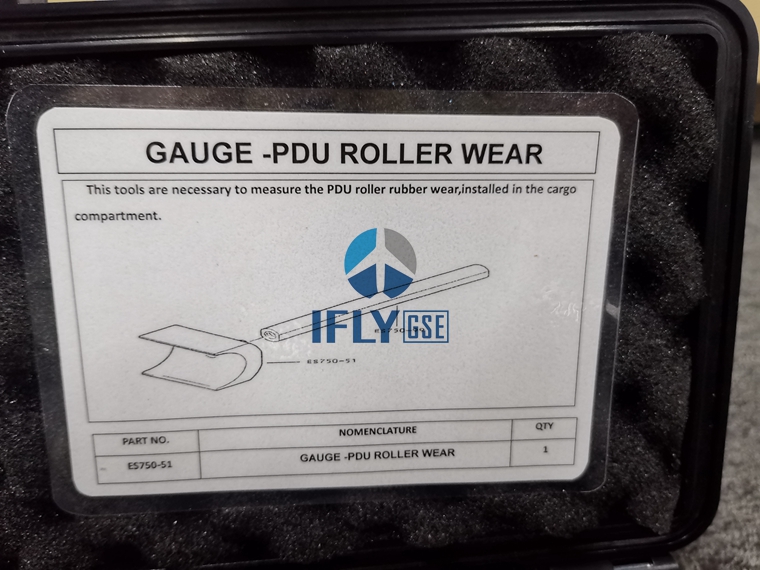 GAUGE -PDU ROLLER WEAR
This tools are necessary to measure the PDU roller rubber wear,installed in the cargo
compartment.
IFLY GSE
ES750-51
PART NO.
NOMENCLATURE
QTY
ES750-51
GAUGE -PDU ROLLER WEAR
1